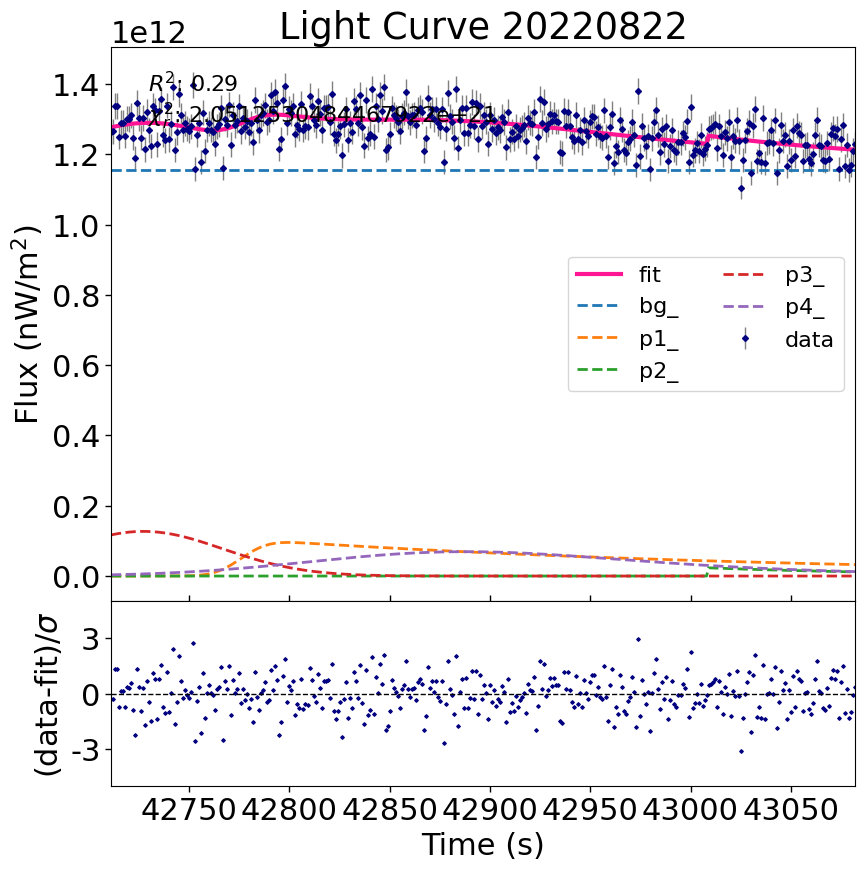 Light Curve 20220822
1e12
R²: 0.29
1.4
1.2
1.0
0.8
0.6
0.4
0.2
0.0
Flux (nW/m²)
fit
bg_
p1_
p2_
p3_
p4_
data
3
0
-3
(data-fit)/σ
42750 42800 42850 42900 42950 43000 43050
Time (s)